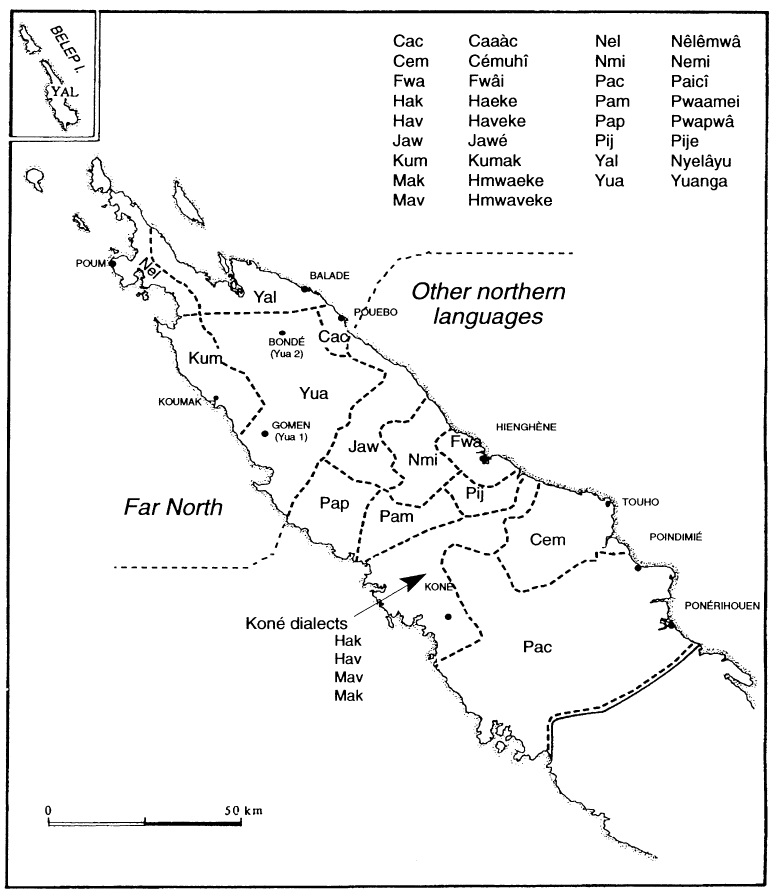 BELEP I.
YAL
Cac Caaàc Nel Nêlêmwâ
Cem Cémuhî Nmi Nemi
Fwa Fwâi Pac Paicî
Hak Haeke Pam Pwaamei
Hav Haveke Pap Pwapwâ
Jaw Jawé Pij Pije
Kum Kumak Yal Nyelâyu
Mak Hmwaeke Yua Yuanga
Mav Hmwaveke
POUM
Nel
Yal
BALADE
Other northern
languages
POUEBO
BONDÉ
(Yua 2)
Cac
Kum
Yua
KOUMAK
GOMEN
(Yua 1)
HIENGHÈNE
Fwa
Jaw
Nmi
Pij
Far North
Pap
Pam
TOUHO
Cem
POINDIMIÉ
KONÉ
PONÉRIHOUEN
Koné dialects
Hak
Hav
Mav
Mak
Pac
0 50 km